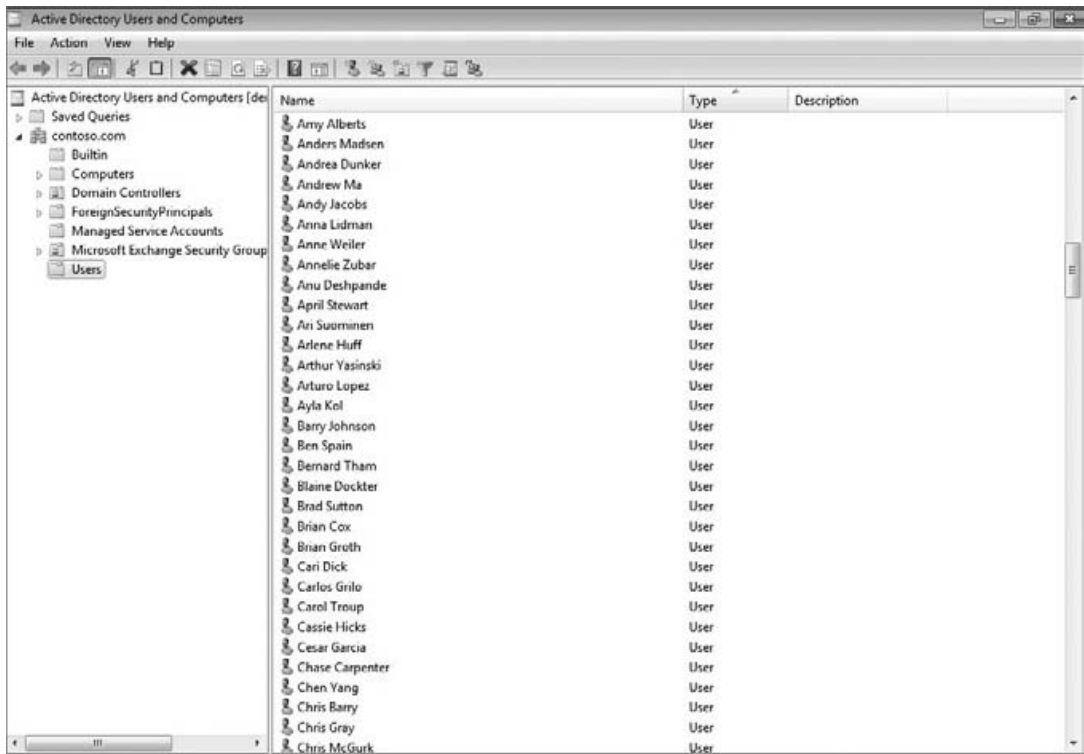 Active Directory Users and Computers
File Action View Help
Active Directory Users and Computers [de
Saved Queries
contoso.com
Builtin
Computers
Domain Controllers
ForeignSecurityPrincipals
Managed Service Accounts
Microsoft Exchange Security Group
Users
Name Type Description
Amy Alberts User
Anders Madsen User
Andrea Dunker User
Andrew Ma User
Andy Jacobs User
Anna Lidman User
Anne Weiler User
Annelie Zubar User
Anu Deshpande User
April Stewart User
Ari Suominen User
Arlene Huff User
Arthur Yasinski User
Arturo Lopez User
Ayla Kol User
Barry Johnson User
Ben Spain User
Bernard Tham User
Blaine Dockter User
Brad Sutton User
Brian Cox User
Brian Groth User
Cari Dick User
Carlos Grilo User
Carol Troup User
Cassie Hicks User
Cesar Garcia User
Chase Carpenter User
Chen Yang User
Chris Barry User
Chris Gray User
Chris McGurk User